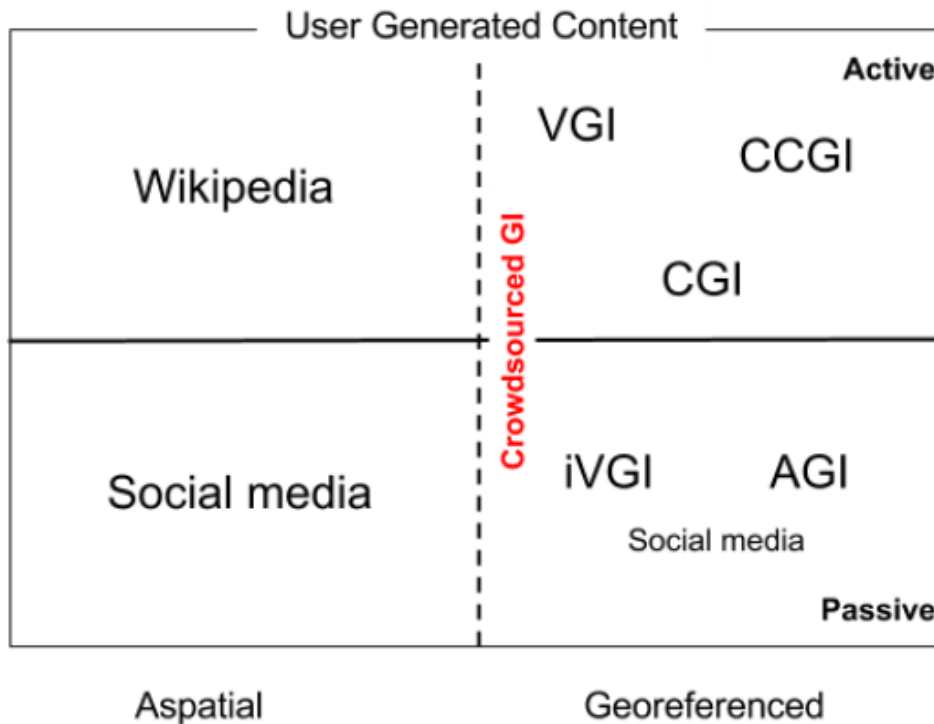 User Generated Content
Active
VGI
CCGI
Wikipedia
CGI
Crowdsourced GI
Social media
iVGI
AGI
Social media
Passive
Aspatial
Georeferenced